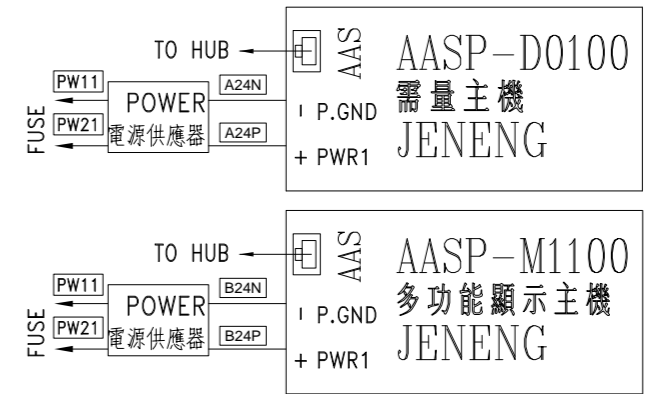 TO HUB
AAS
AASP-D0100
PW11
A24N
POWER
需量主機
P.GND
FUSE
PW21
電源供應器
A24P
JENENG
+ PWR1
TO HUB
AAS
AASP-M1100
PW11
B24N
POWER
多功能顯示主機
P.GND
FUSE
PW21
電源供應器
B24P
JENENG
+ PWR1